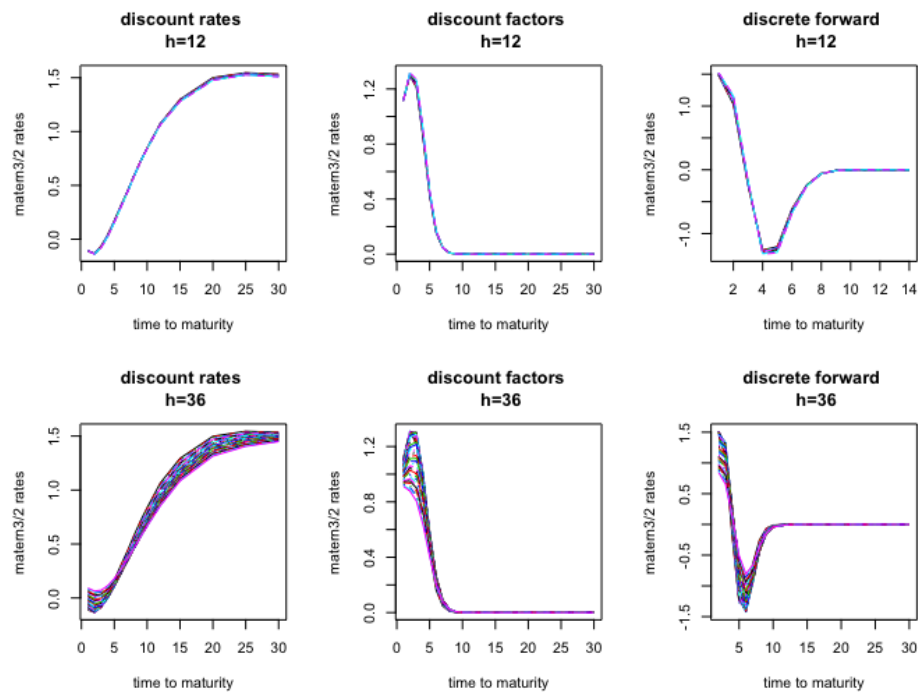 discount rates
h=12
matern3/2 rates
0.0 0.5 1.0 1.5
0 5 10 15 20 25 30
time to maturity
discount factors
h=12
matern3/2 rates
0.0 0.4 0.8 1.2
0 5 10 15 20 25 30
time to maturity
discrete forward
h=12
matern3/2 rates
-1.0 0.0 1.0
2 4 6 8 10 12 14
time to maturity
discount rates
h=36
matern3/2 rates
0.0 0.5 1.0 1.5
0 5 10 15 20 25 30
time to maturity
discount factors
h=36
matern3/2 rates
0.0 0.4 0.8 1.2
0 5 10 15 20 25 30
time to maturity
discrete forward
h=36
matern3/2 rates
-1.5 -0.5 0.5 1.5
5 10 15 20 25 30
time to maturity